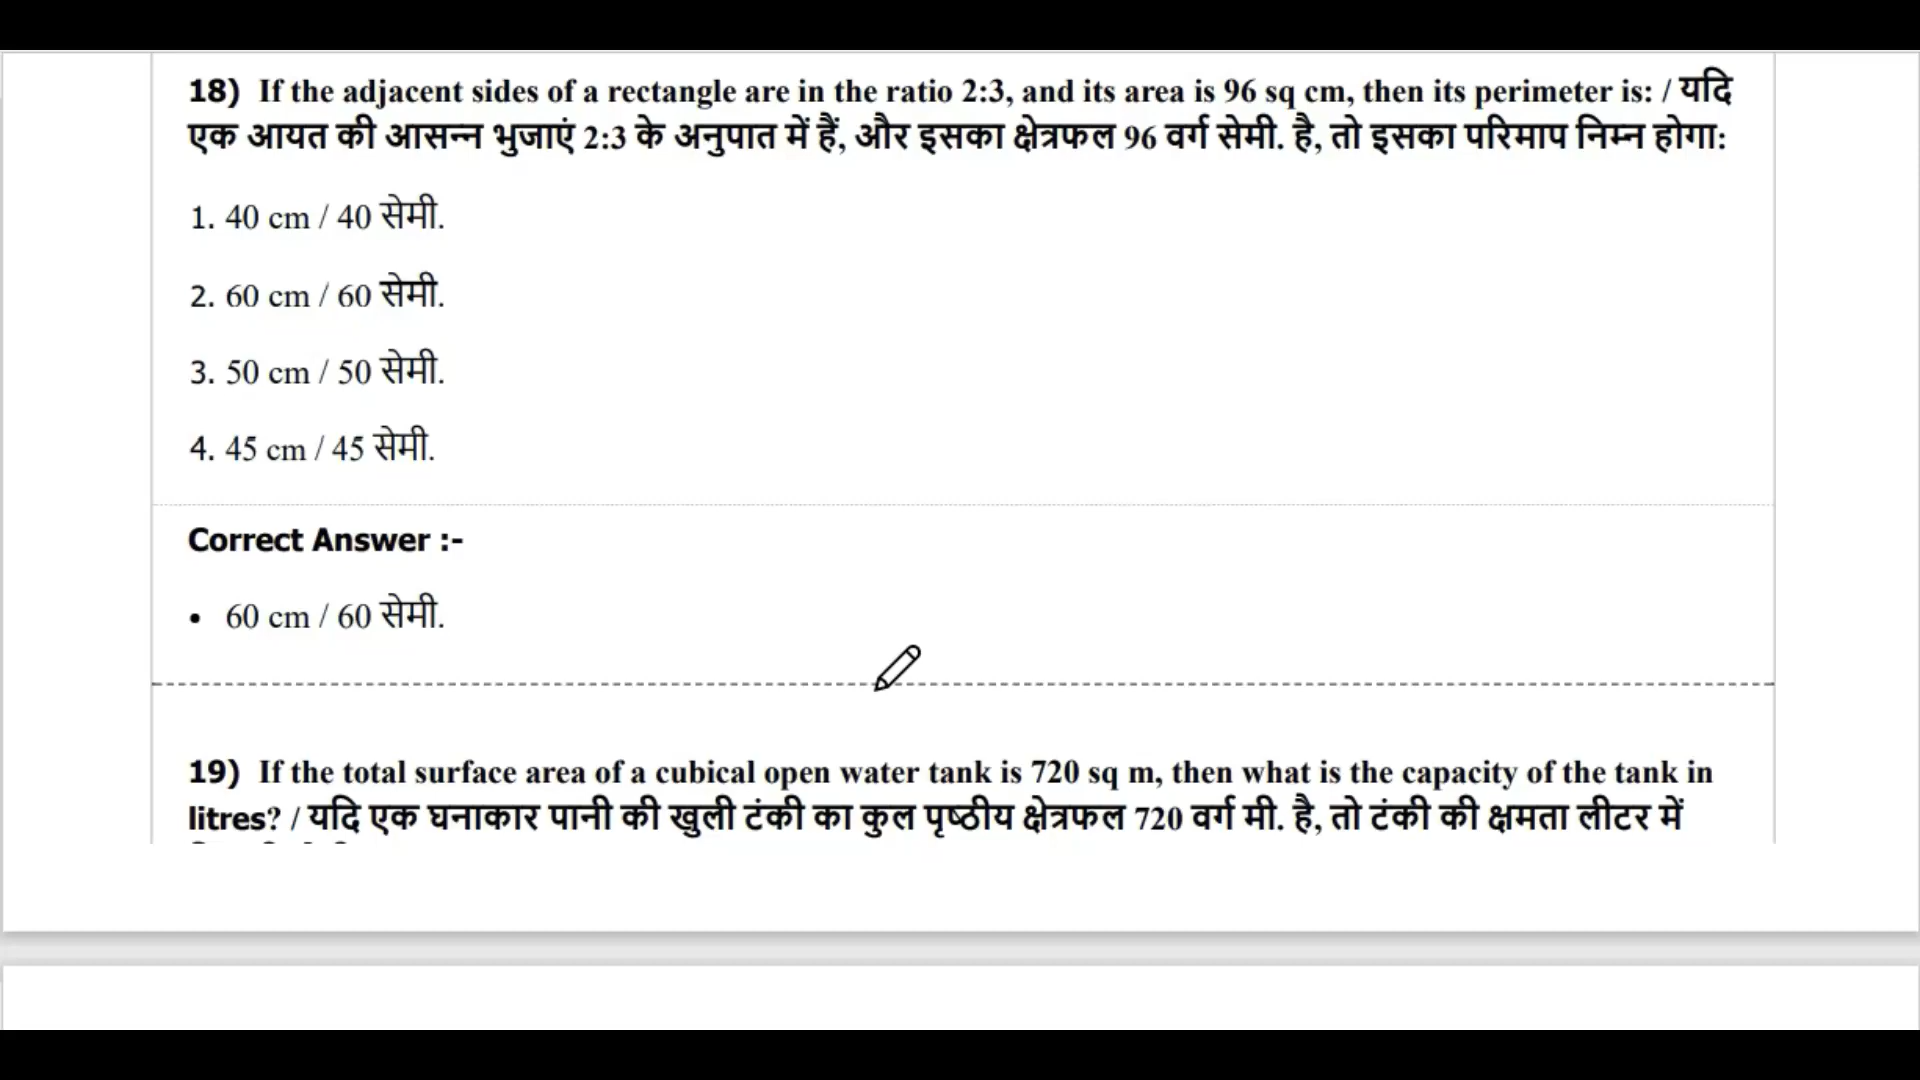 18) If the adjacent sides of a rectangle are in the ratio 2:3, and its area is 96 sq cm, then its perimeter is: / यदि
एक आयत की आसन्न भुजाएं 2:3 के अनुपात में हैं, और इसका क्षेत्रफल 96 वर्ग सेमी. है, तो इसका परिमाप निम्न होगा:
1. 40 cm / 40 सेमी.
2. 60 cm / 60 सेमी.
3. 50 cm / 50 सेमी.
4. 45 cm / 45 सेमी.
Correct Answer :-
• 60 cm / 60 सेमी.
19) If the total surface area of a cubical open water tank is 720 sq m, then what is the capacity of the tank in
litres? / यदि एक घनाकार पानी की खुली टंकी का कुल पृष्ठीय क्षेत्रफल 720 वर्ग मी. है, तो टंकी की क्षमता लीटर में